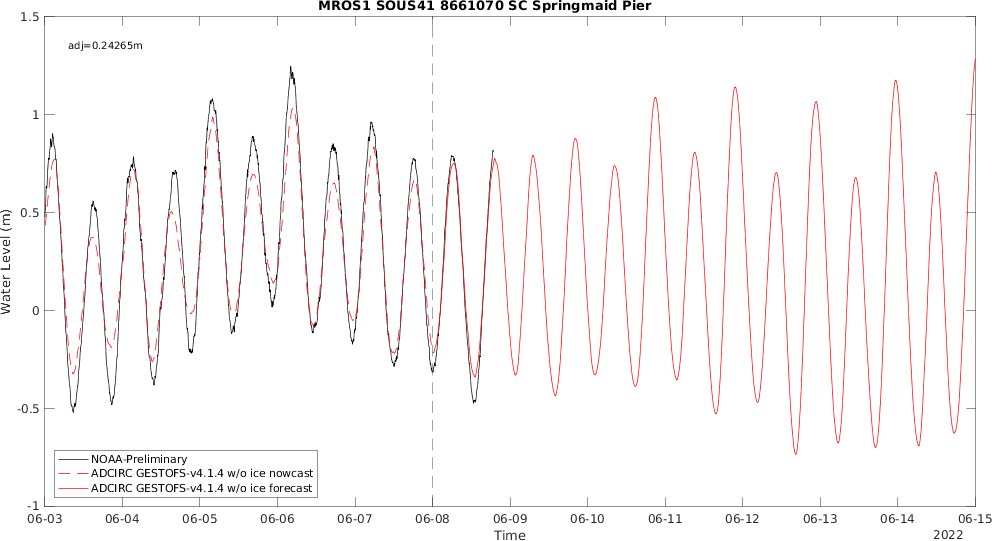 MROS1 SOUS41 8661070 SC Springmaid Pier
adj=0.24265m
Water Level (m)
1.5
1
0.5
0
-0.5
-1
NOAA-Preliminary
ADCIRC GESTOFS-v4.1.4 w/o ice nowcast
ADCIRC GESTOFS-v4.1.4 w/o ice forecast
06-03 06-04 06-05 06-06 06-07 06-08 06-09 06-10 06-11 06-12 06-13 06-14 06-15
Time
2022